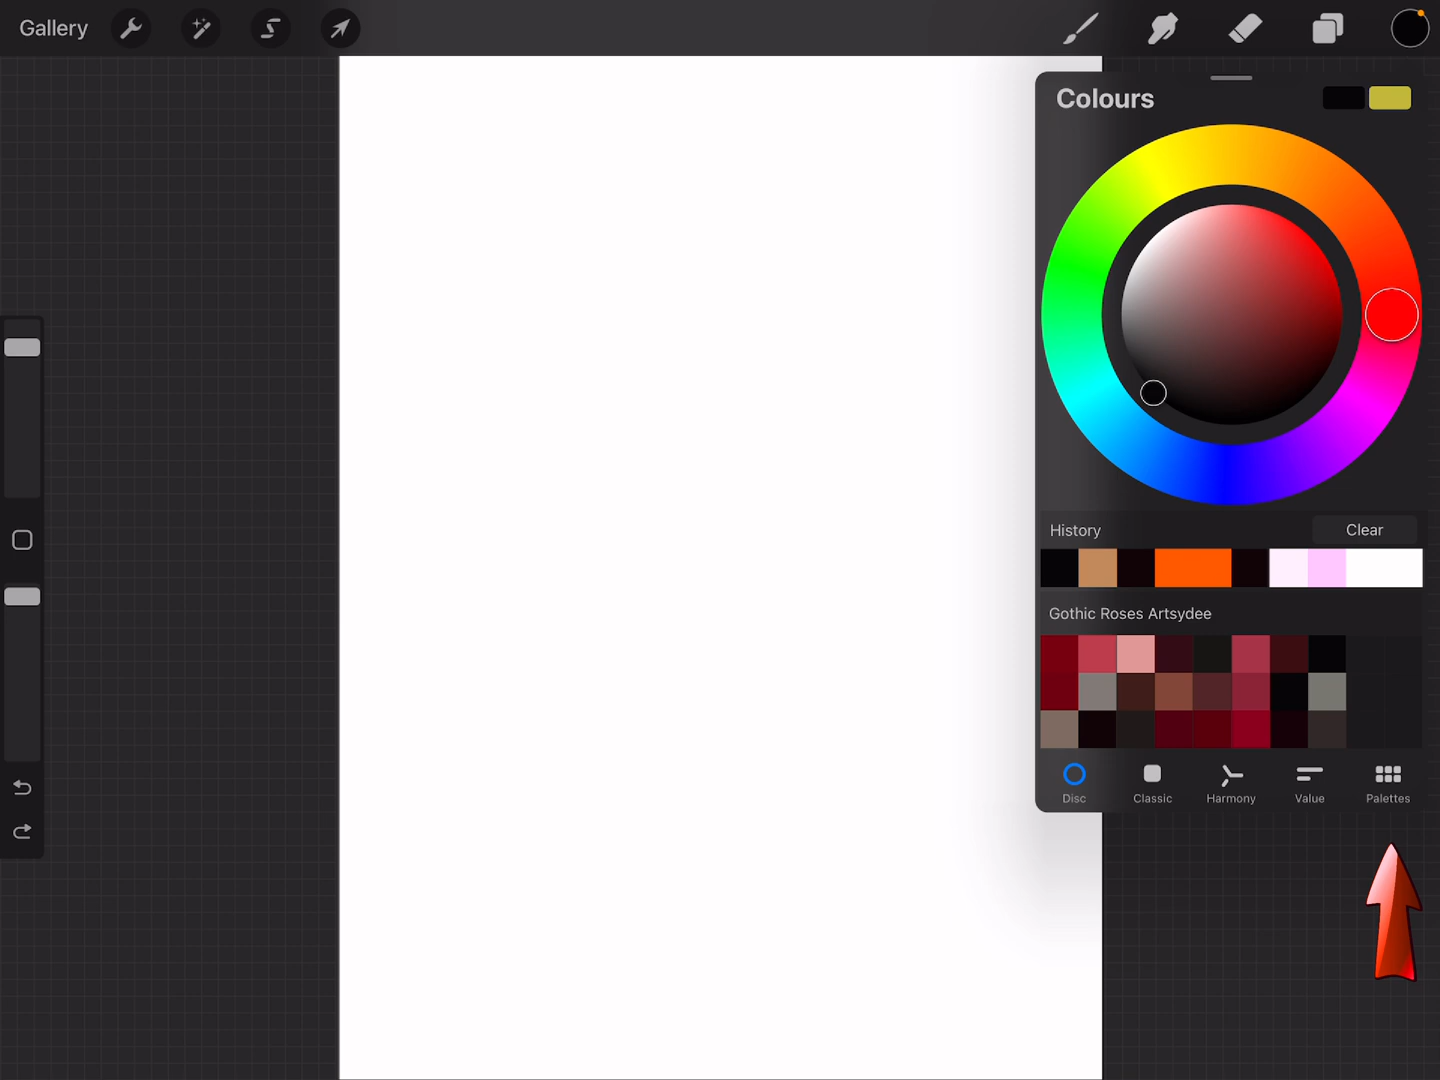 Gallery
Colours
History
Clear
Gothic Roses Artsydee
Disc
Classic
Harmony
Value
Palettes